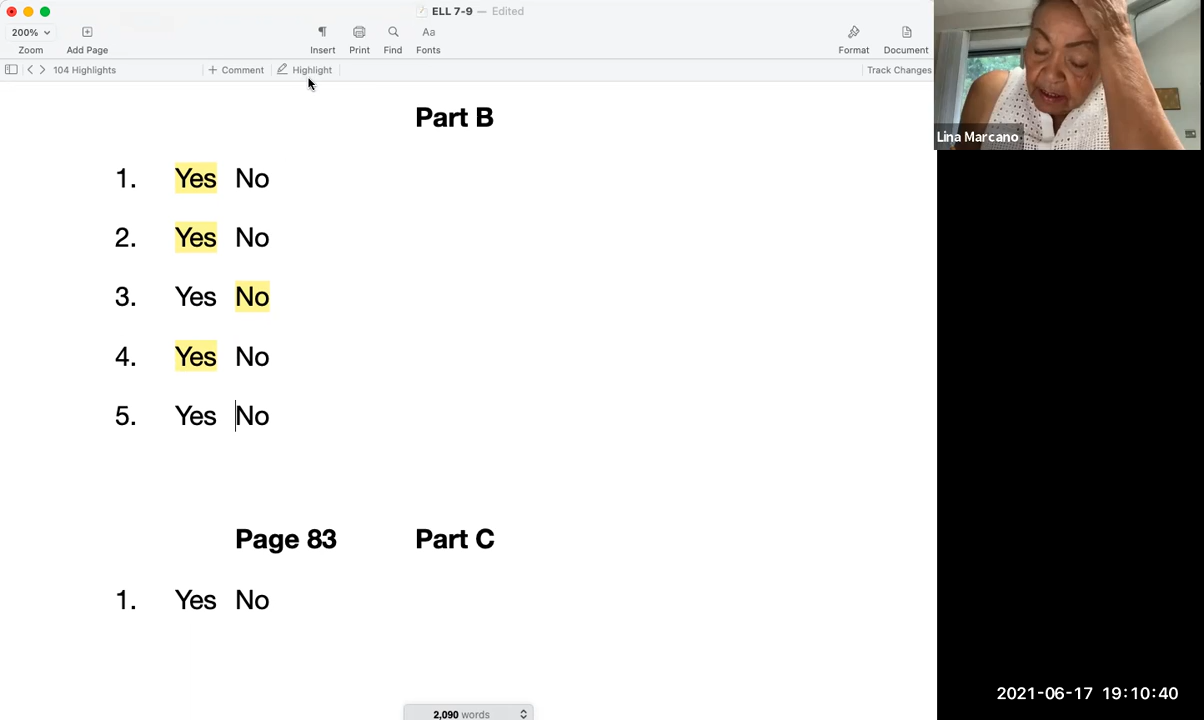 ELL 7-9 — Edited
200%
Zoom
Add Page
Insert
Print
Find
Aa
Fonts
Format
Document
104 Highlights
Comment
Highlight
Track Changes
Lina Marcano
Part B
1. Yes No
2. Yes No
3. Yes No
4. Yes No
5. Yes No
Page 83 Part C
1. Yes No
2,090 words
2021-06-17 19:10:40